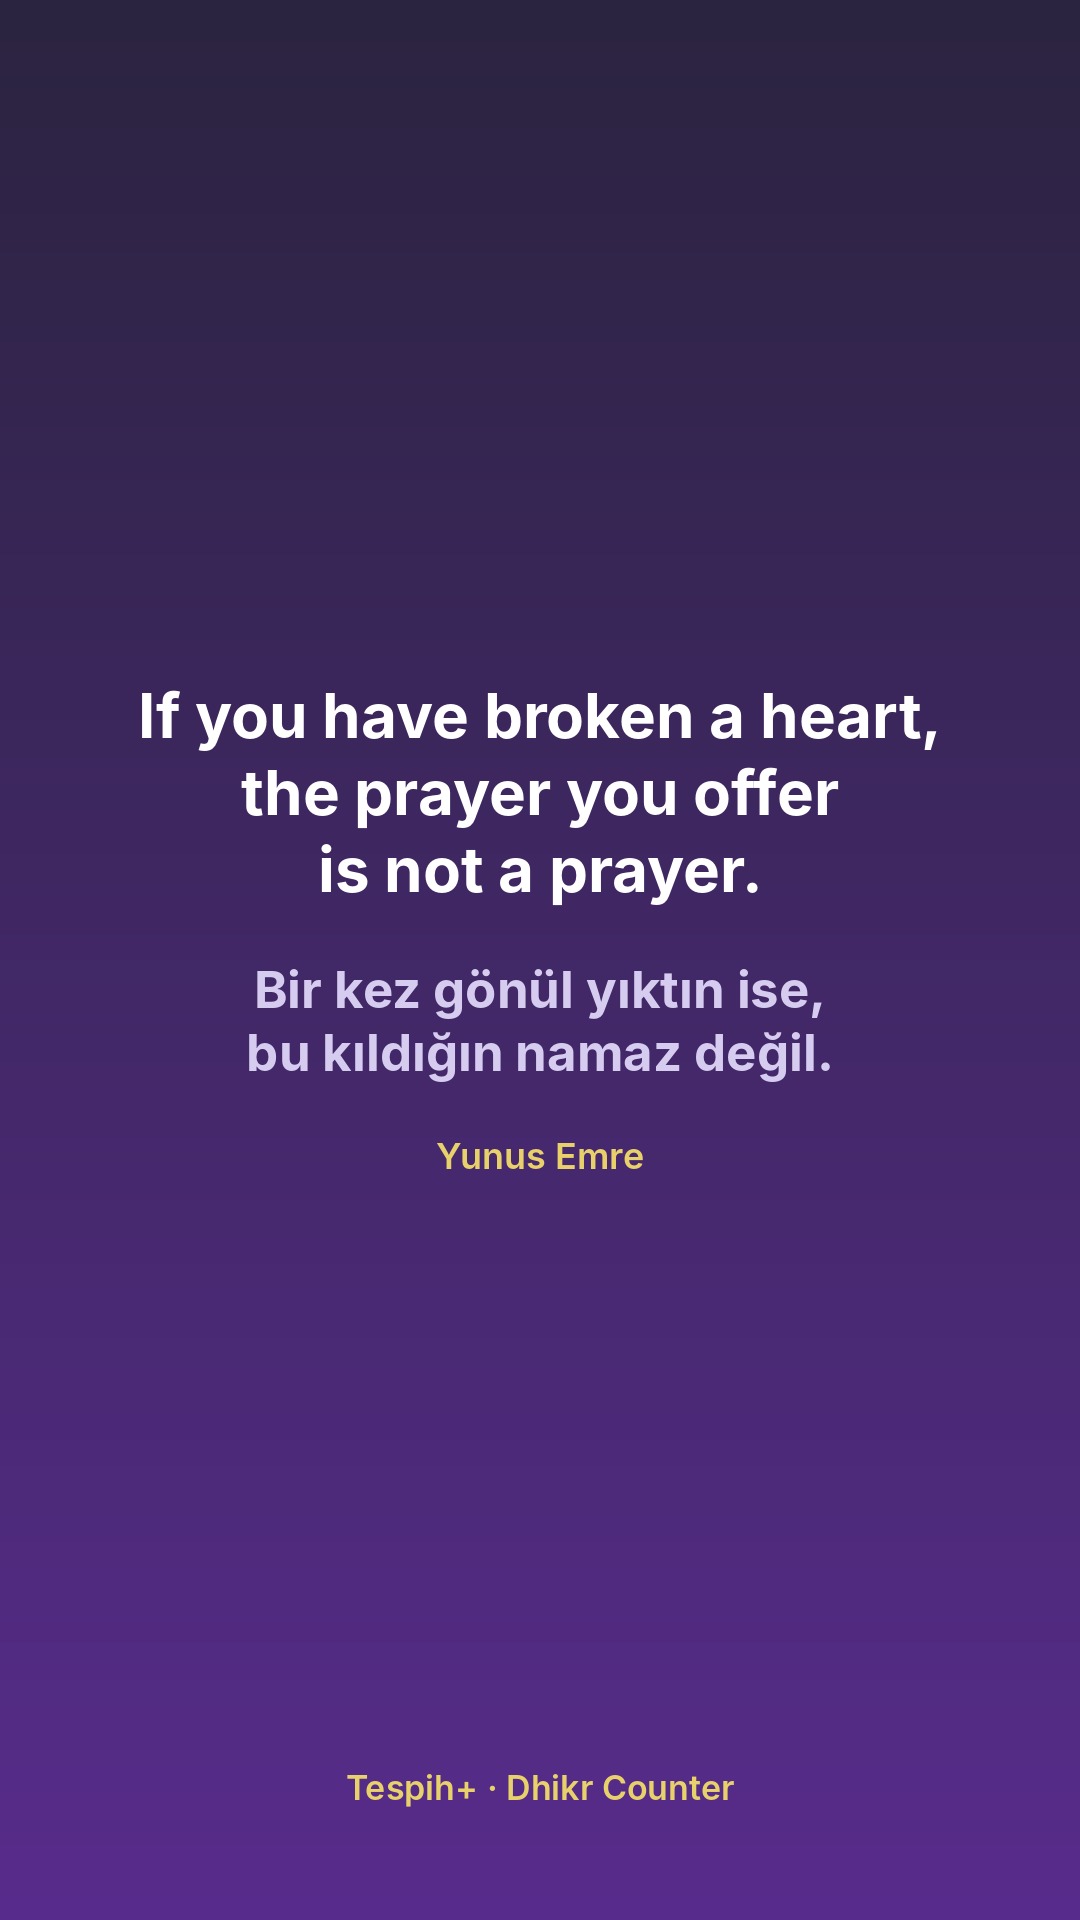 If you have broken a heart,
the prayer you offer
is not a prayer.
Bir kez gönül yıktın ise,
bu kıldığın namaz değil.
Yunus Emre
Tespih+ · Dhikr Counter